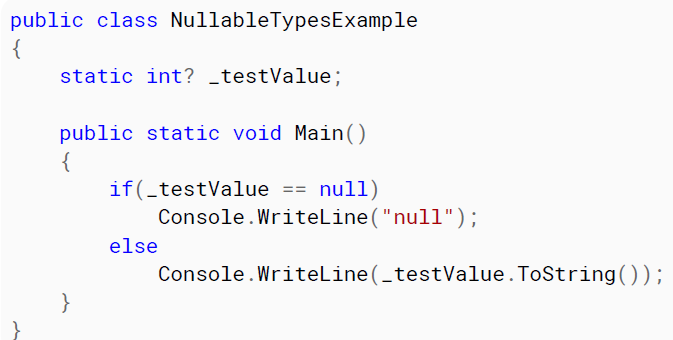 public class NullableTypesExample
{
    static int? _testValue;

    public static void Main()
    {
        if(_testValue == null)
            Console.WriteLine("null");
        else
            Console.WriteLine(_testValue.ToString());
    }
}